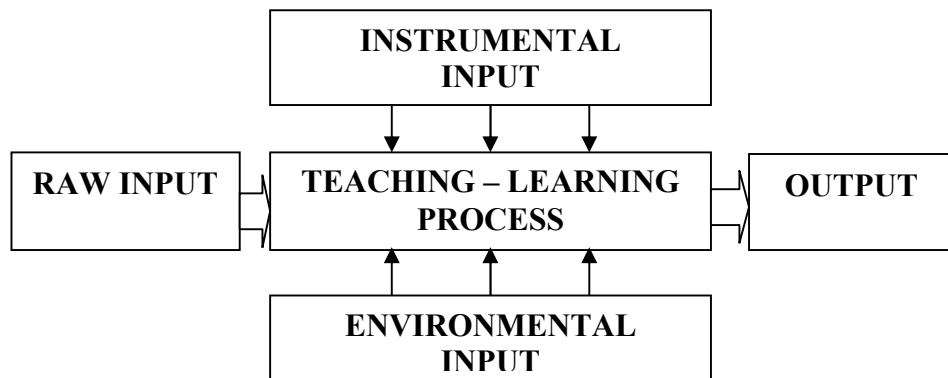 INSTRUMENTAL
INPUT
RAW INPUT
TEACHING – LEARNING
PROCESS
OUTPUT
ENVIRONMENTAL
INPUT